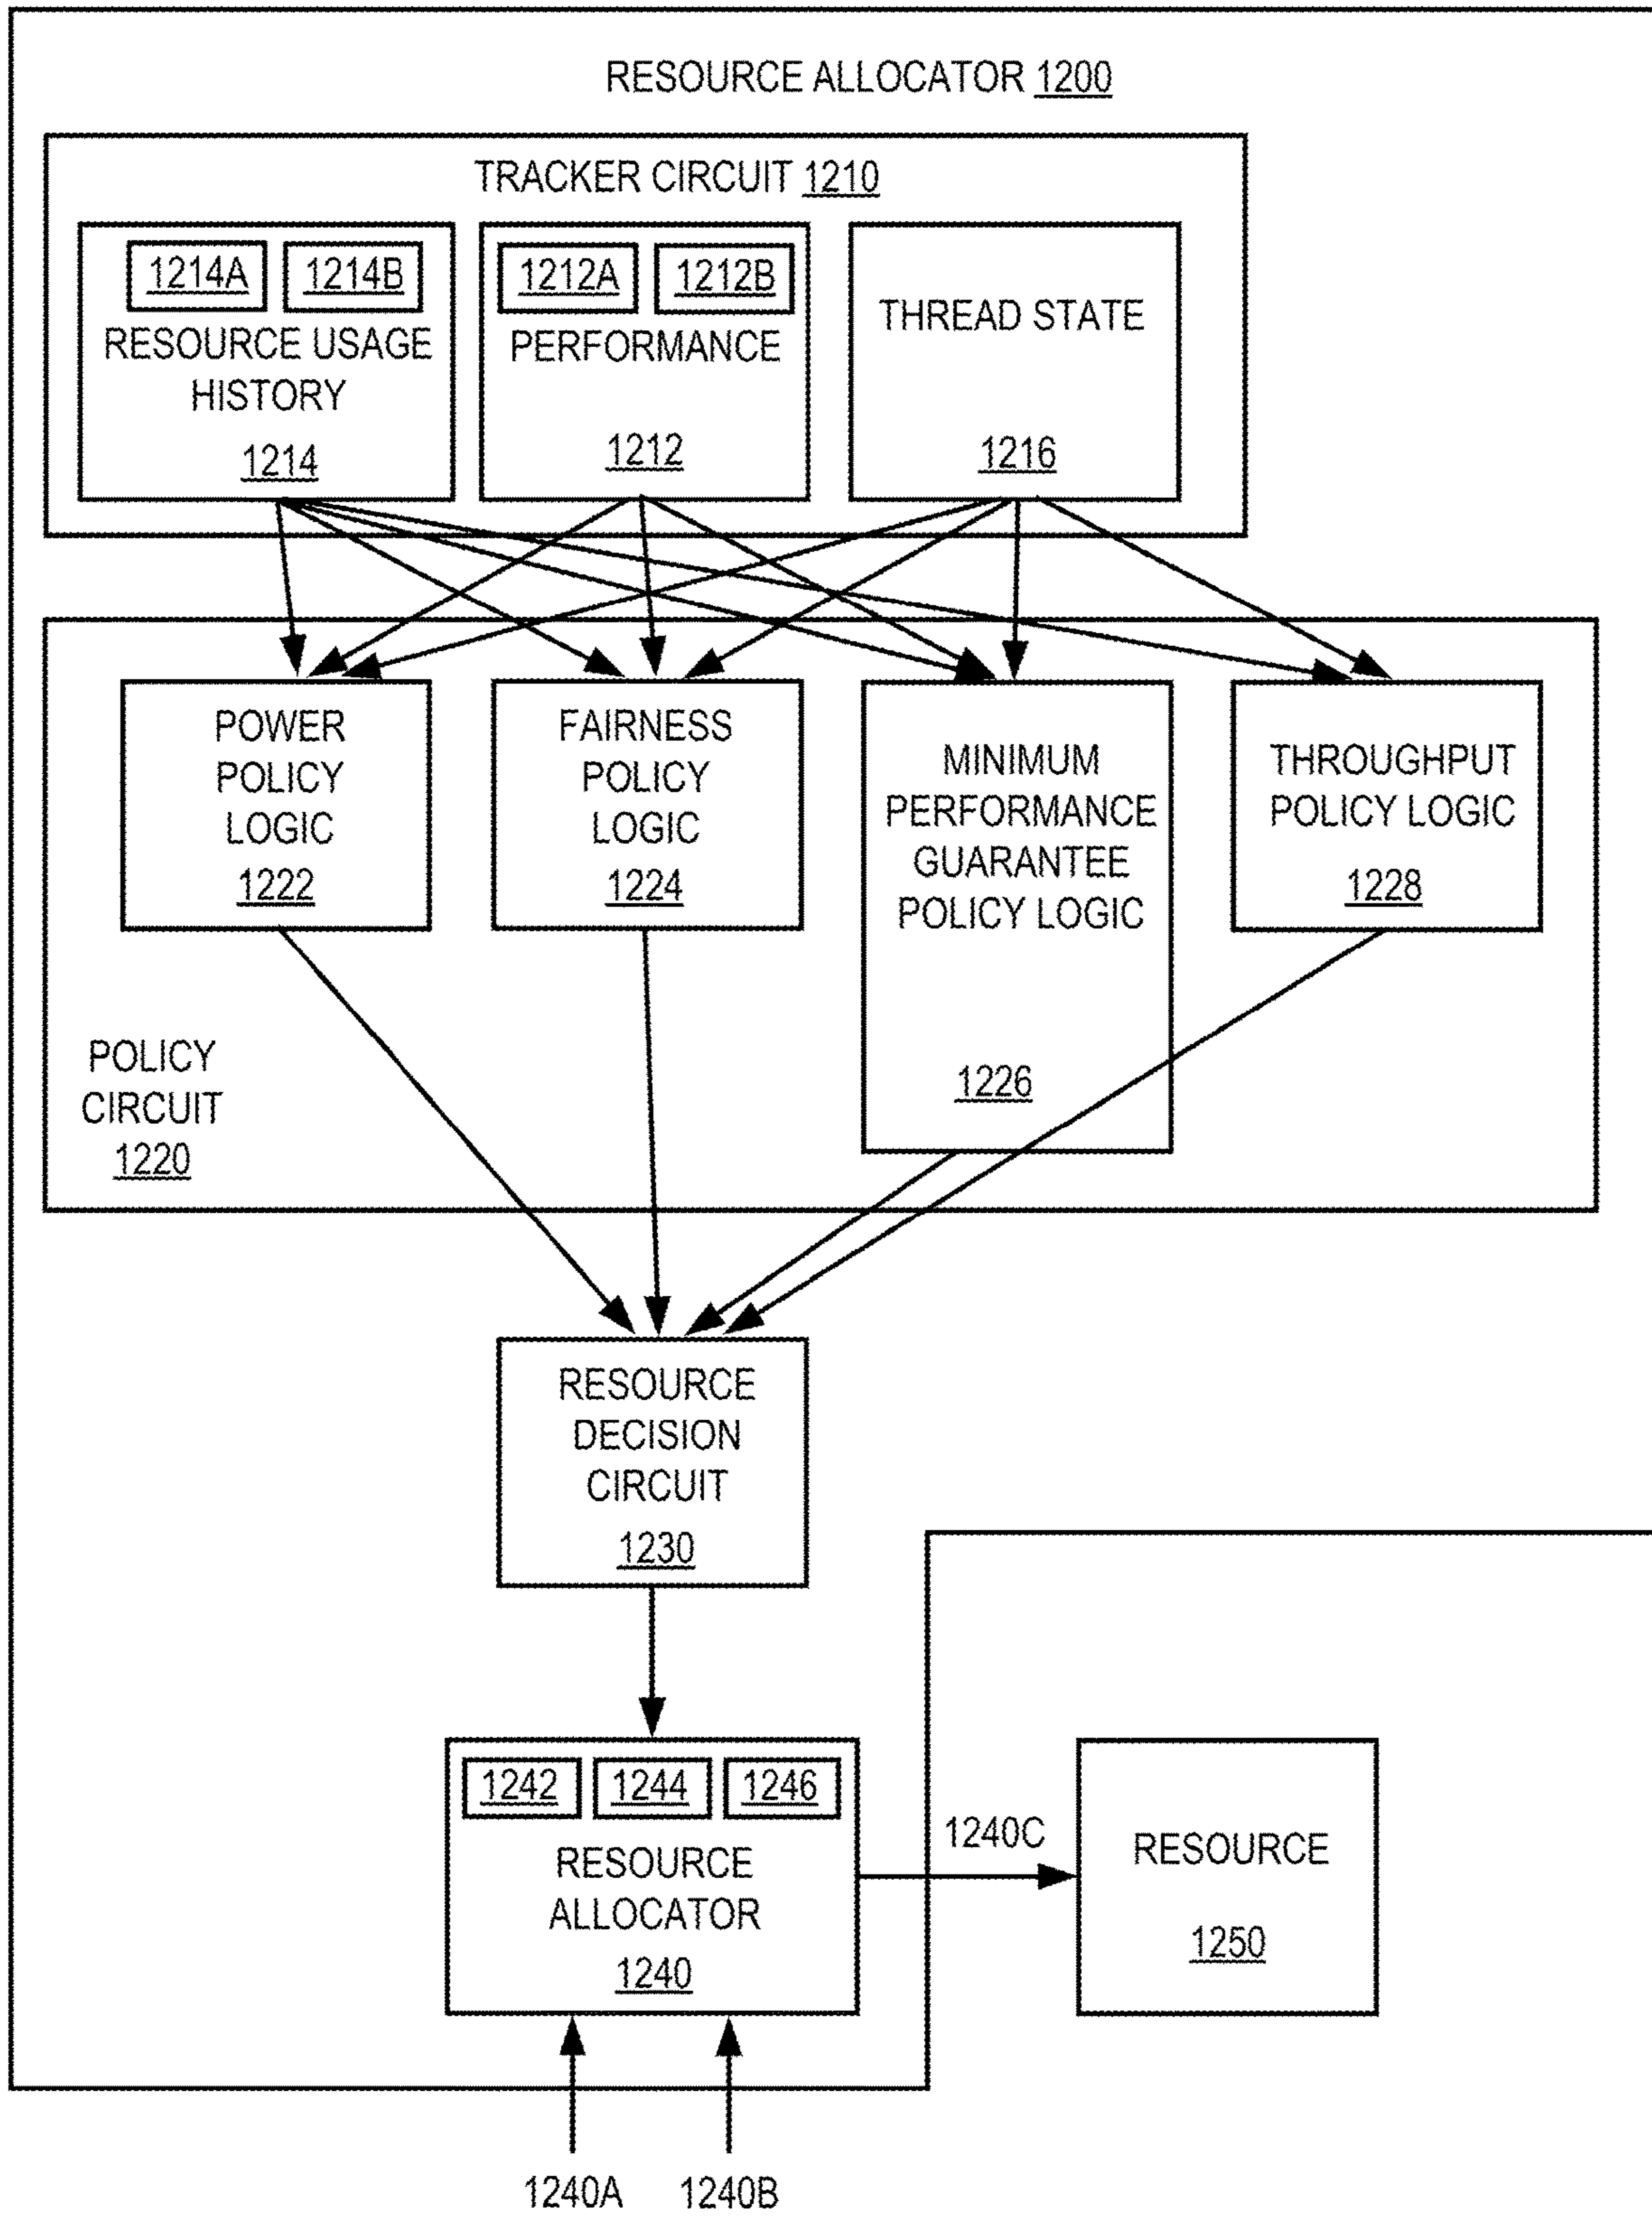 RESOURCE ALLOCATOR 1200
TRACKER CIRCUIT 1210
1214A 1214B
RESOURCE USAGE
HISTORY
1214
1212A 1212B
PERFORMANCE
1212
THREAD STATE
1216
POWER
POLICY
LOGIC
1222
FAIRNESS
POLICY
LOGIC
1224
MINIMUM
PERFORMANCE
GUARANTEE
POLICY LOGIC
1226
THROUGHPUT
POLICY LOGIC
1228
POLICY
CIRCUIT
1220
RESOURCE
DECISION
CIRCUIT
1230
1242 1244 1246
RESOURCE
ALLOCATOR
1240
1240C
RESOURCE
1250
1240A 1240B